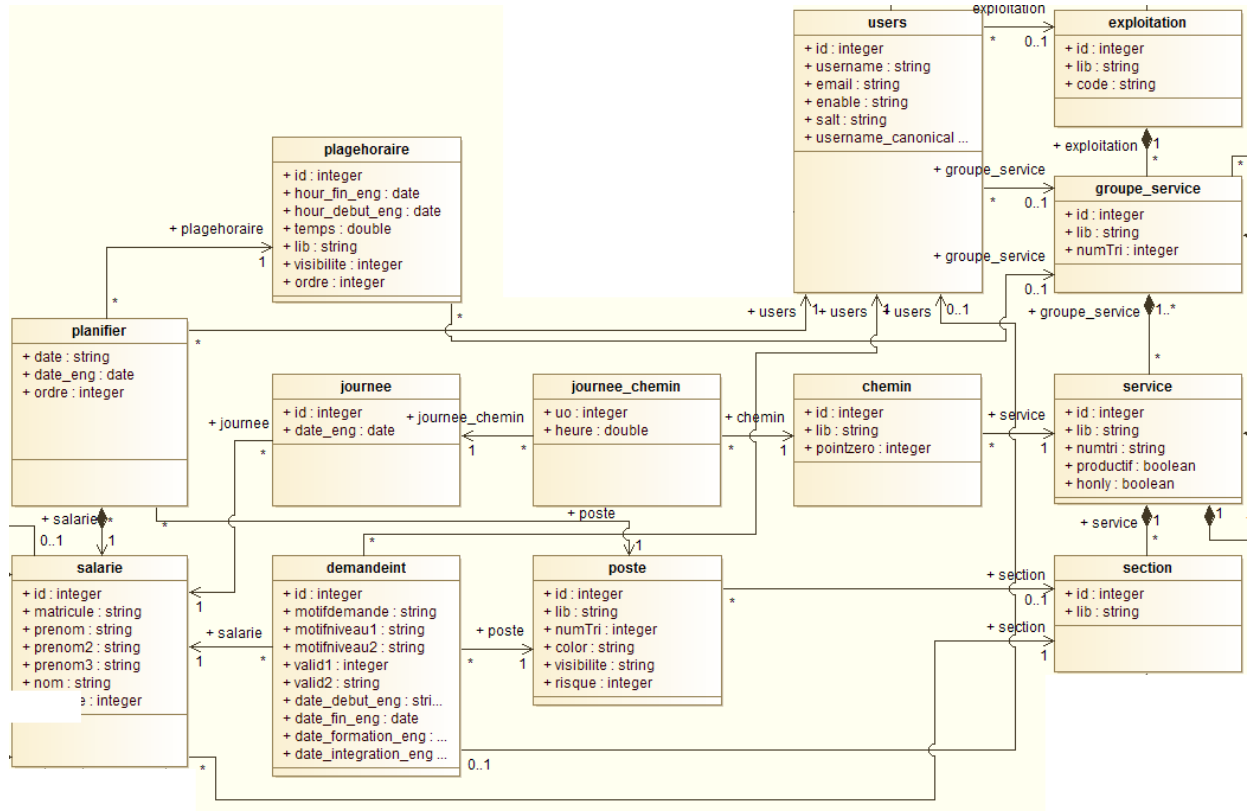 exploitation
users
+ id : integer
+ username : string
+ email : string
+ enable : string
+ salt : string
+ username_canonical ...
*
0..1
exploitation
+ id : integer
+ lib : string
+ code : string
+ exploitation
1
*
*
plagehoraire
+ id : integer
+ hour_fin_eng : date
+ hour_debut_eng : date
+ temps : double
+ lib : string
+ visibilite : integer
+ ordre : integer
+ plagehoraire
1
*
*
+ groupe_service
*
0..1
groupe_service
+ id : integer
+ lib : string
+ numTri : integer
+ groupe_service
0..1
+ users
1
+ users
1
+ users
0..1
+ groupe_service
1..*
*
planifier
+ date : string
+ date_eng : date
+ ordre : integer
*
journee
+ id : integer
+ date_eng : date
+ journee
*
+ journee_chemin
1
*
journee_chemin
+ uo : integer
+ heure : double
+ chemin
*
1
chemin
+ id : integer
+ lib : string
+ pointzero : integer
+ service
*
1
service
+ id : integer
+ lib : string
+ numtri : string
+ productif : boolean
+ honly : boolean
+ salarie
*
0..1
1
*
+ poste
1
*
+ service
1
*
1
salarie
+ id : integer
+ matricule : string
+ prenom : string
+ prenom2 : string
+ prenom3 : string
+ nom : string
e : integer
1
+ salarie
1
*
*
demandeint
+ id : integer
+ motifdemande : string
+ motifniveau1 : string
+ motifniveau2 : string
+ valid1 : integer
+ valid2 : string
+ date_debut_eng : stri...
+ date_fin_eng : date
+ date_formation_eng : ...
+ date_integration_eng ...
0..1
+ poste
*
1
poste
+ id : integer
+ lib : string
+ numTri : integer
+ color : string
+ visibilite : string
+ risque : integer
+ section
*
0..1
+ section
1
section
+ id : integer
+ lib : string